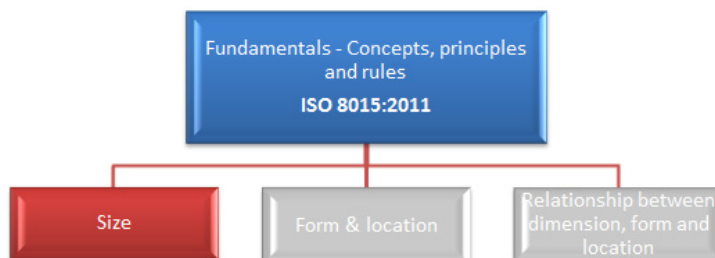 Fundamentals - Concepts, principles
and rules
ISO 8015:2011
Size
Form & location
Relationship between
dimension, form and
location